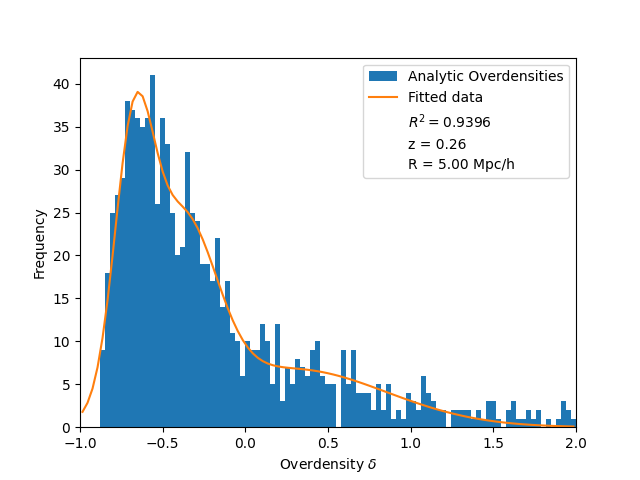 Analytic Overdensities
Fitted data
R² = 0.9396
z = 0.26
R = 5.00 Mpc/h
40
35
30
25
20
15
10
5
0
Frequency
−1.0 −0.5 0.0 0.5 1.0 1.5 2.0
Overdensity δ